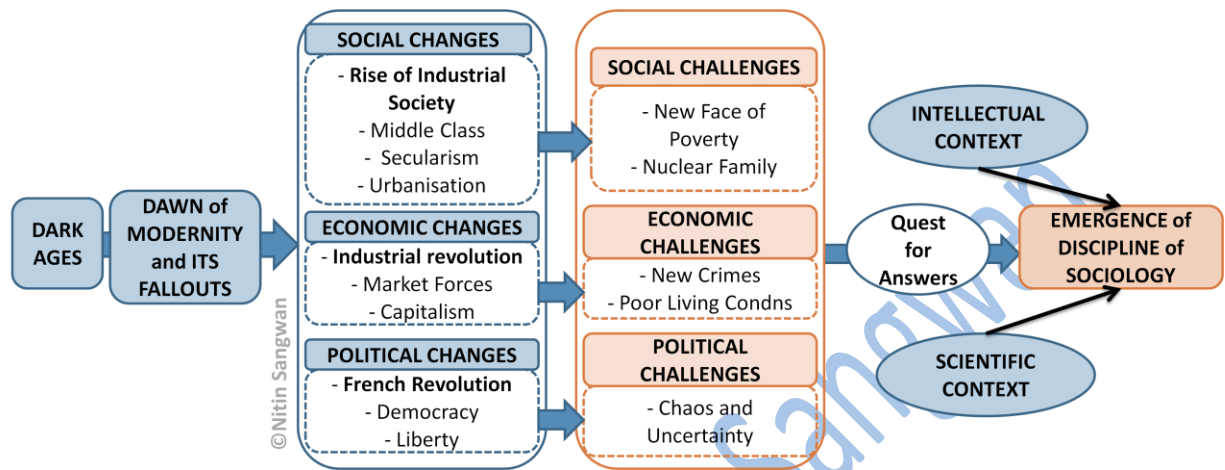 DARK
AGES
DAWN of
MODERNITY
and ITS
FALLOUTS
SOCIAL CHANGES
- Rise of Industrial
Society
- Middle Class
- Secularism
- Urbanisation
ECONOMIC CHANGES
- Industrial revolution
- Market Forces
- Capitalism
POLITICAL CHANGES
- French Revolution
- Democracy
- Liberty
SOCIAL CHALLENGES
- New Face of
Poverty
- Nuclear Family
ECONOMIC
CHALLENGES
- New Crimes
- Poor Living Condns
POLITICAL
CHALLENGES
- Chaos and
Uncertainty
Quest
for
Answers
INTELLECTUAL
CONTEXT
EMERGENCE of
DISCIPLINE of
SOCIOLOGY
SCIENTIFIC
CONTEXT
©Nitin Sangwan
Sangwan